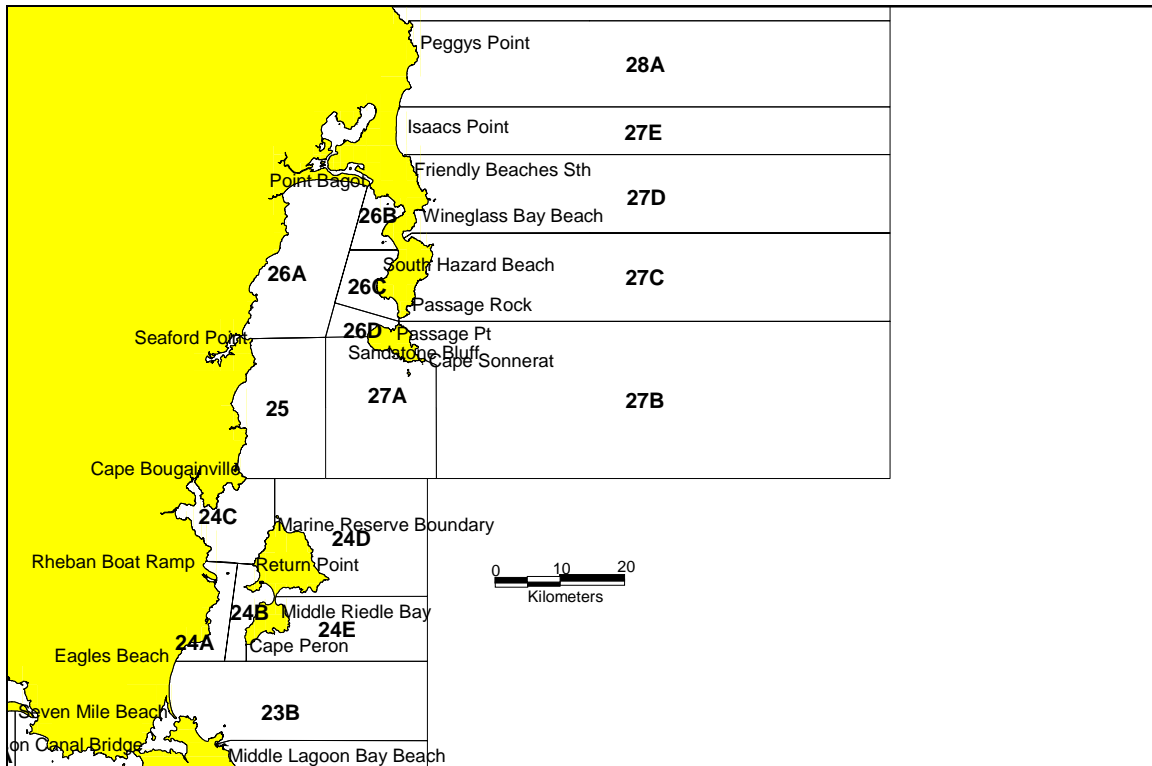 Peggys Point
28A
Isaacs Point
27E
Friendly Beaches Sth
Point Bagot
27D
26B
Wineglass Bay Beach
South Hazard Beach
26A
26C
27C
Passage Rock
26D
Passage Pt
Seaford Point
Sandstone Bluff
Cape Sonnerat
27A
27B
25
Cape Bougainville
24C
Marine Reserve Boundary
24D
Rheban Boat Ramp
Return Point
0 10 20
Kilometers
24B
Middle Riedle Bay
24E
24A
Cape Peron
Eagles Beach
Seven Mile Beach
23B
on Canal Bridge
Middle Lagoon Bay Beach